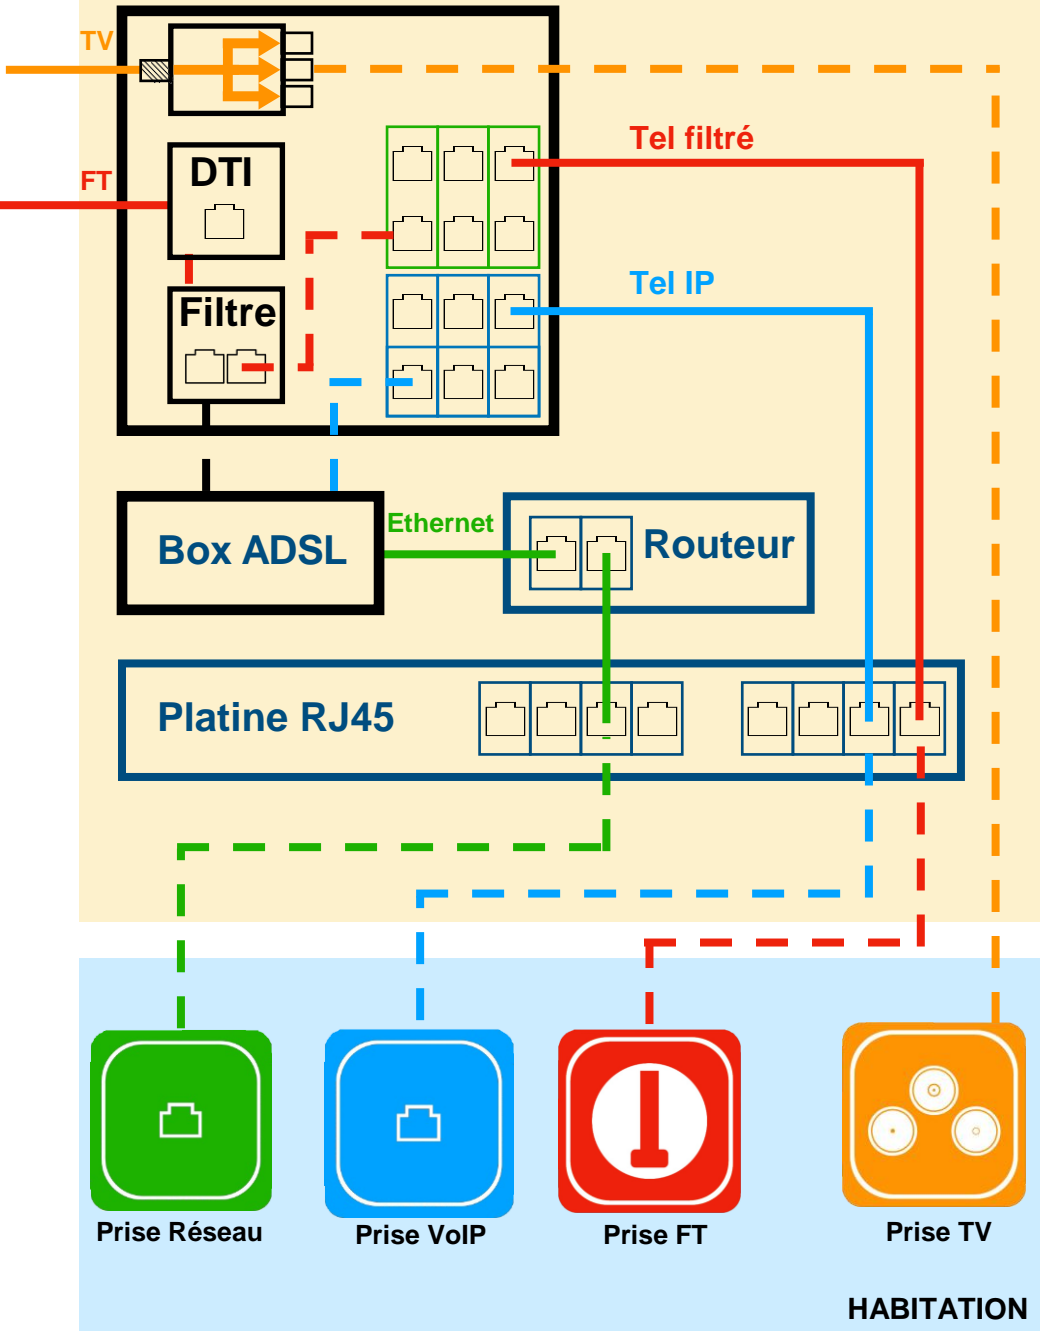 TV
Tel filtré
DTI
FT
Tel IP
Filtre
Ethernet
Box ADSL
Routeur
Platine RJ45
Prise Réseau
Prise VoIP
Prise FT
Prise TV
HABITATION